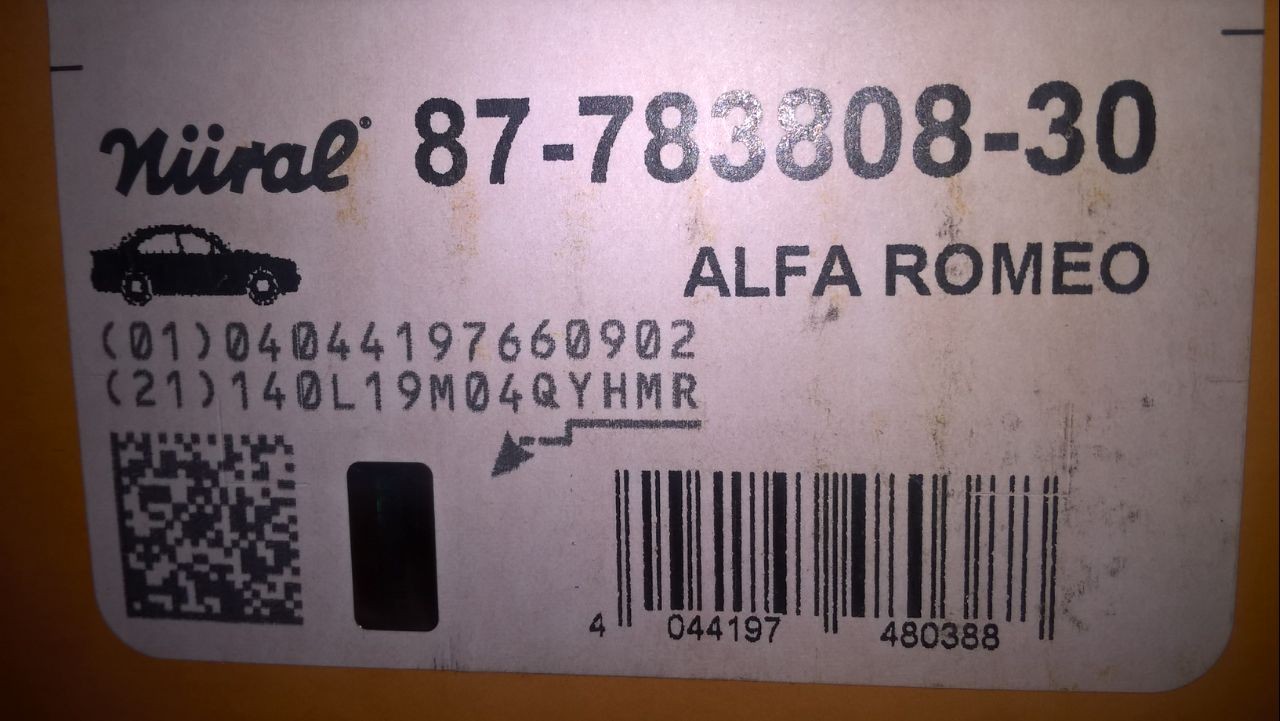 nüral® 87-783808-30
ALFA ROMEO
(01)04044197660902
(21)140L19M04QYHMR
4 044197 480388